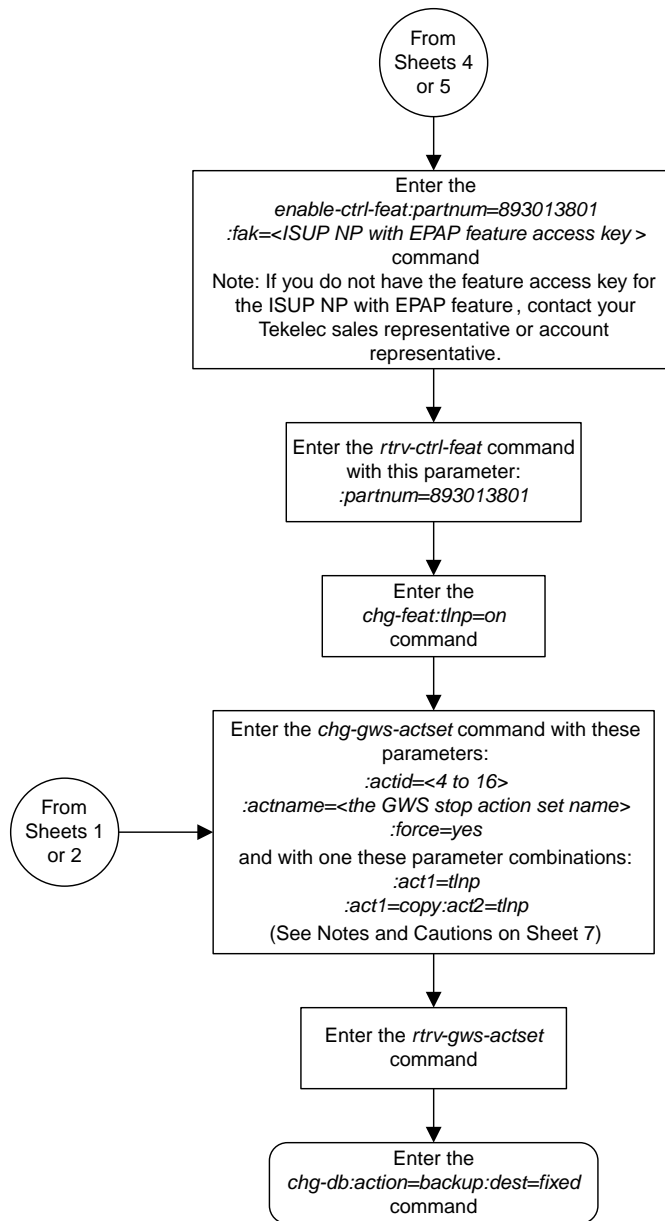 From
Sheets 4
or 5
Enter the
enable-ctrl-feat:partnum=893013801
:fak=<ISUP NP with EPAP feature access key >
command
Note: If you do not have the feature access key for
the ISUP NP with EPAP feature , contact your
Tekelec sales representative or account
representative.
Enter the rtrv-ctrl-feat command
with this parameter:
:partnum=893013801
Enter the
chg-feat:tlnp=on
command
From
Sheets 1
or 2
Enter the chg-gws-actset command with these
parameters:
:actid=<4 to 16>
:actname=<the GWS stop action set name>
:force=yes
and with one these parameter combinations:
:act1=tlnp
:act1=copy:act2=tlnp
(See Notes and Cautions on Sheet 7)
Enter the rtrv-gws-actset
command
Enter the
chg-db:action=backup:dest=fixed
command